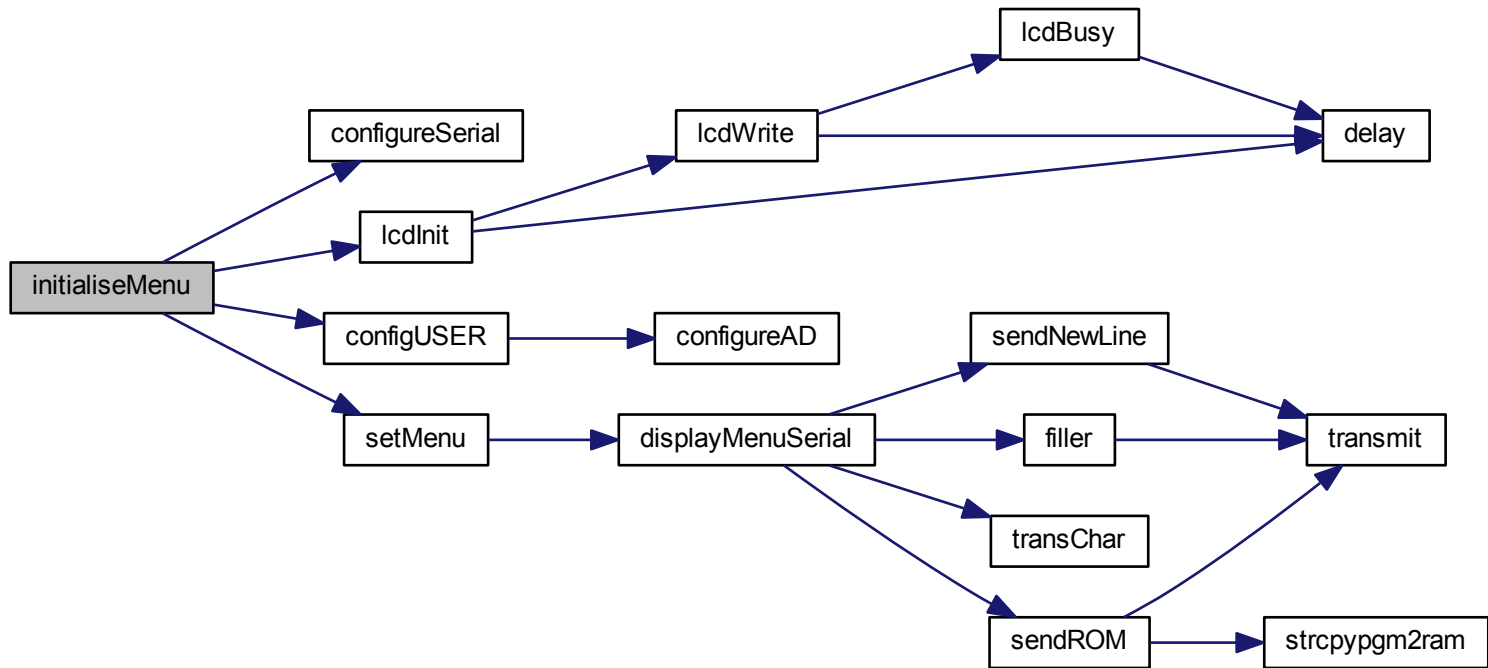 lcdBusy
configureSerial
lcdWrite
delay
lcdInit
initialiseMenu
configUSER
configureAD
sendNewLine
setMenu
displayMenuSerial
filler
transmit
transChar
sendROM
strcpypgm2ram